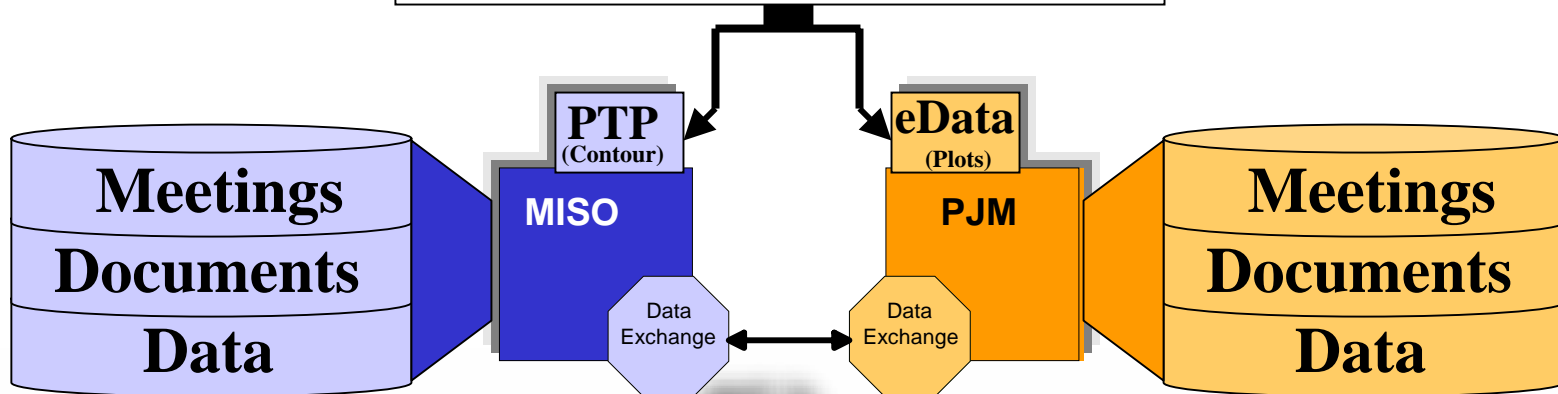 PTP
(Contour)
eData
(Plots)
Meetings
Documents
Data
MISO
Data
Exchange
PJM
Data
Exchange
Meetings
Documents
Data